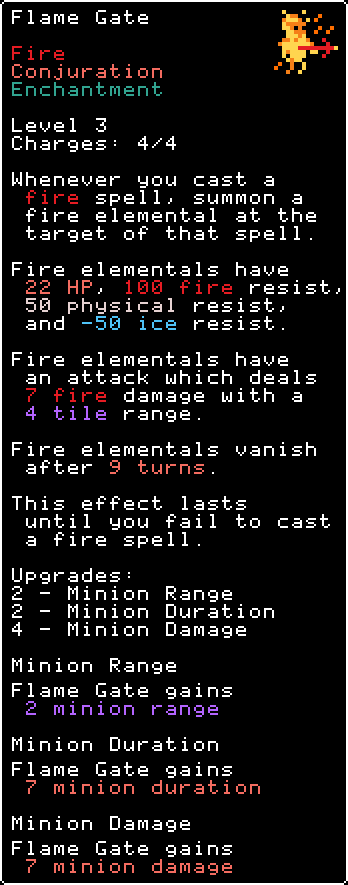 Flame Gate
Fire
Conjuration
Enchantment
Level 3
Charges: 4/4
Whenever you cast a
fire spell, summon a
fire elemental at the
target of that spell.
Fire elementals have
22 HP, 100 fire resist,
50 physical resist,
and -50 ice resist.
Fire elementals have
an attack which deals
7 fire damage with a
4 tile range.
Fire elementals vanish
after 9 turns.
This effect lasts
until you fail to cast
a fire spell.
Upgrades:
2 - Minion Range
2 - Minion Duration
4 - Minion Damage
Minion Range
Flame Gate gains
2 minion range
Minion Duration
Flame Gate gains
7 minion duration
Minion Damage
Flame Gate gains
7 minion damage